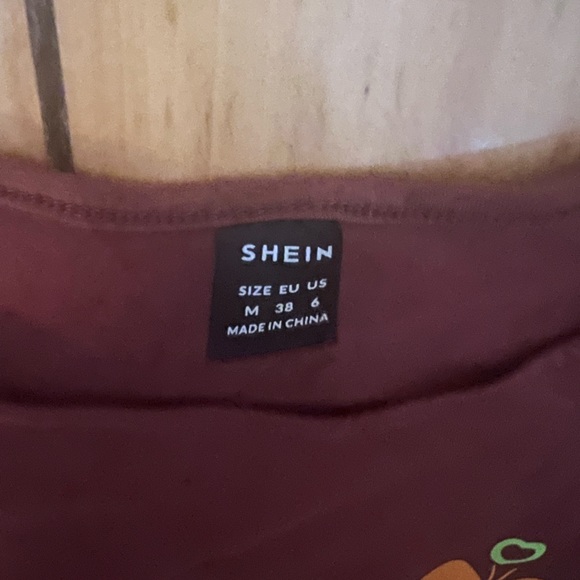 SHEIN
SIZE EU US
M 38 6
MADE IN CHINA